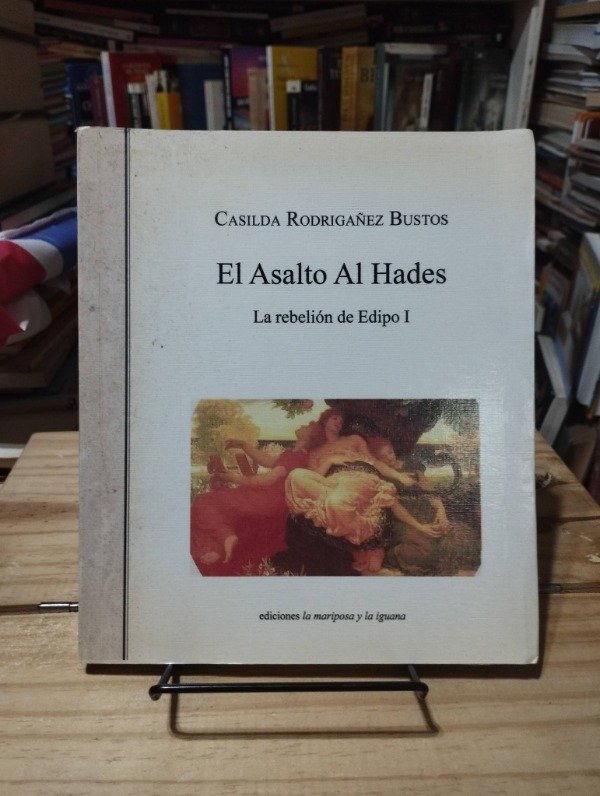 CASILDA RODRIGAÑEZ BUSTOS
El Asalto Al Hades
La rebelión de Edipo I
ediciones la mariposa y la iguana